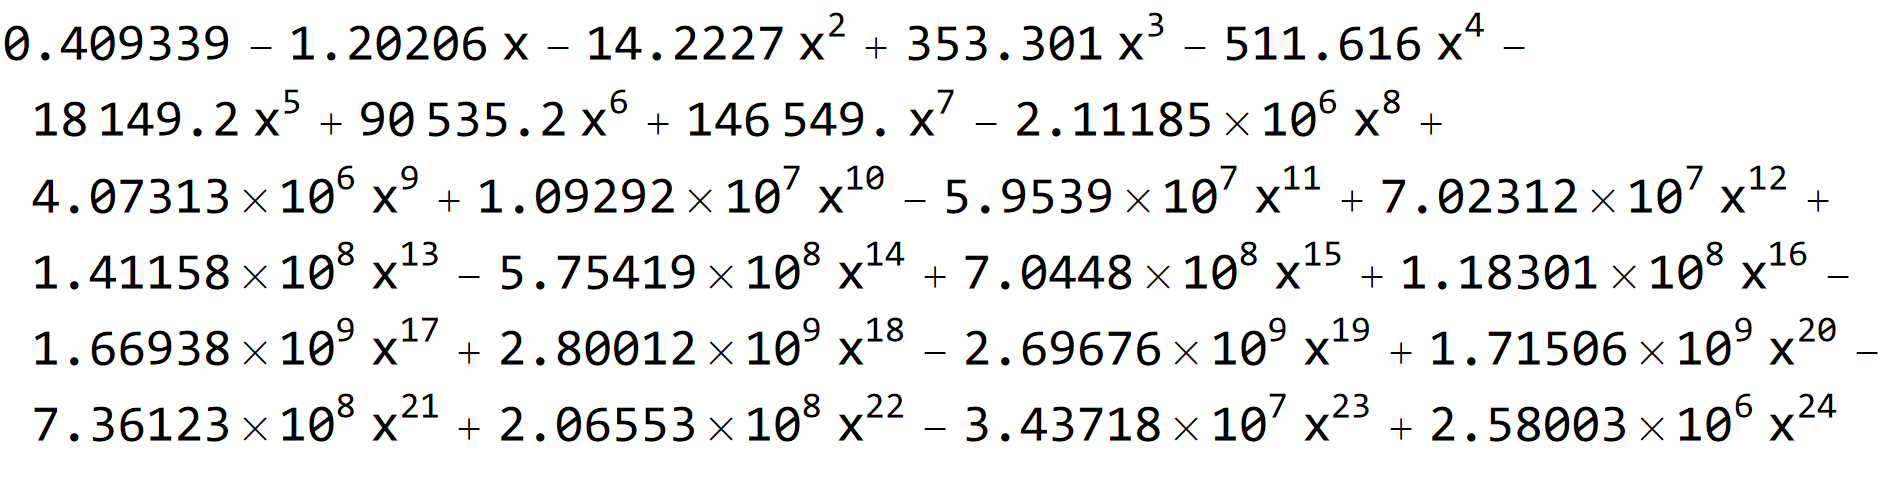 0.409339 − 1.20206 x − 14.2227 x² + 353.301 x³ − 511.616 x⁴ −
18 149.2 x⁵ + 90 535.2 x⁶ + 146 549. x⁷ − 2.11185 × 10⁶ x⁸ +
4.07313 × 10⁶ x⁹ + 1.09292 × 10⁷ x¹⁰ − 5.9539 × 10⁷ x¹¹ + 7.02312 × 10⁷ x¹² +
1.41158 × 10⁸ x¹³ − 5.75419 × 10⁸ x¹⁴ + 7.0448 × 10⁸ x¹⁵ + 1.18301 × 10⁸ x¹⁶ −
1.66938 × 10⁹ x¹⁷ + 2.80012 × 10⁹ x¹⁸ − 2.69676 × 10⁹ x¹⁹ + 1.71506 × 10⁹ x²⁰ −
7.36123 × 10⁸ x²¹ + 2.06553 × 10⁸ x²² − 3.43718 × 10⁷ x²³ + 2.58003 × 10⁶ x²⁴